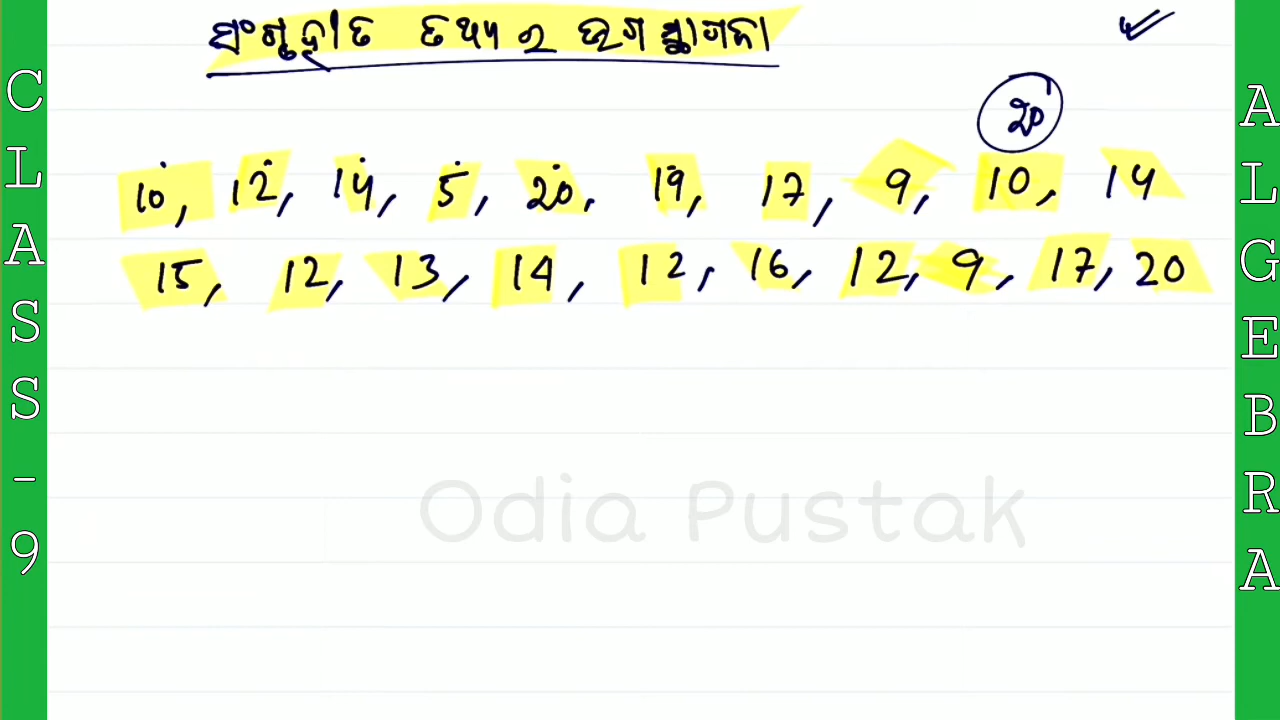 ସଂଗୃହୀତ ତଥ୍ୟ ର ଉପସ୍ଥାପନା
20
10, 12, 14, 5, 20, 19, 17, 9, 10, 14
15, 12, 13, 14, 12, 16, 12, 9, 17, 20
Odia Pustak
CLASS-9
ALGEBRA